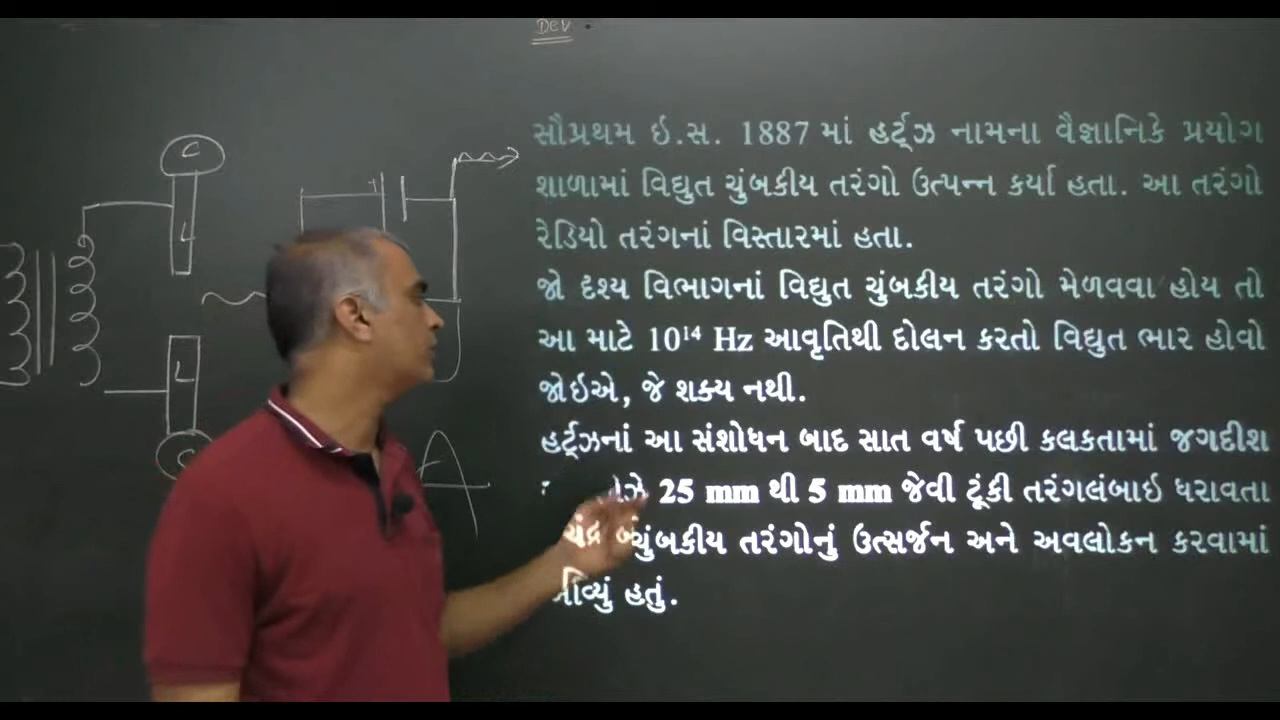 Dev
સૌપ્રથમ ઇ.સ. 1887 માં હર્ટ્ઝ નામના વૈજ્ઞાનિકે પ્રયોગ
શાળામાં વિદ્યુત ચુંબકીય તરંગો ઉત્પન્ન કર્યા હતા. આ તરંગો
રેડિયો તરંગનાં વિસ્તારમાં હતા.
જો દૃશ્ય વિભાગનાં વિદ્યુત ચુંબકીય તરંગો મેળવવા હોય તો
આ માટે 10¹⁴ Hz આવૃતિથી દોલન કરતો વિદ્યુત ભાર હોવો
જોઇએ, જે શક્ય નથી.
હર્ટ્ઝનાં આ સંશોધન બાદ સાત વર્ષ પછી કલકતામાં જગદીશ
25 mm થી 5 mm જેવી ટૂંકી તરંગલંબાઇ ધરાવતા
ચુંબકીય તરંગોનું ઉત્સર્જન અને અવલોકન કરવામાં
હતું.
C
L
L
+